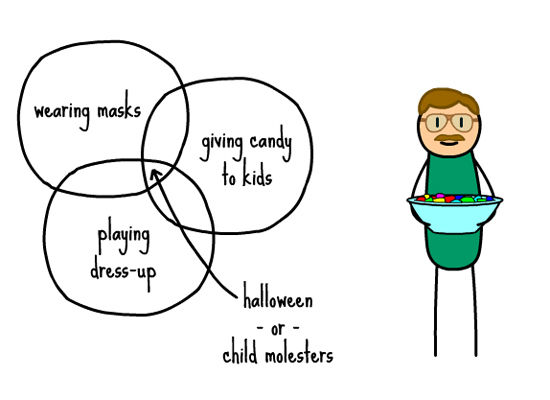 wearing masks
giving candy
to kids
playing
dress-up
halloween
- or -
child molesters